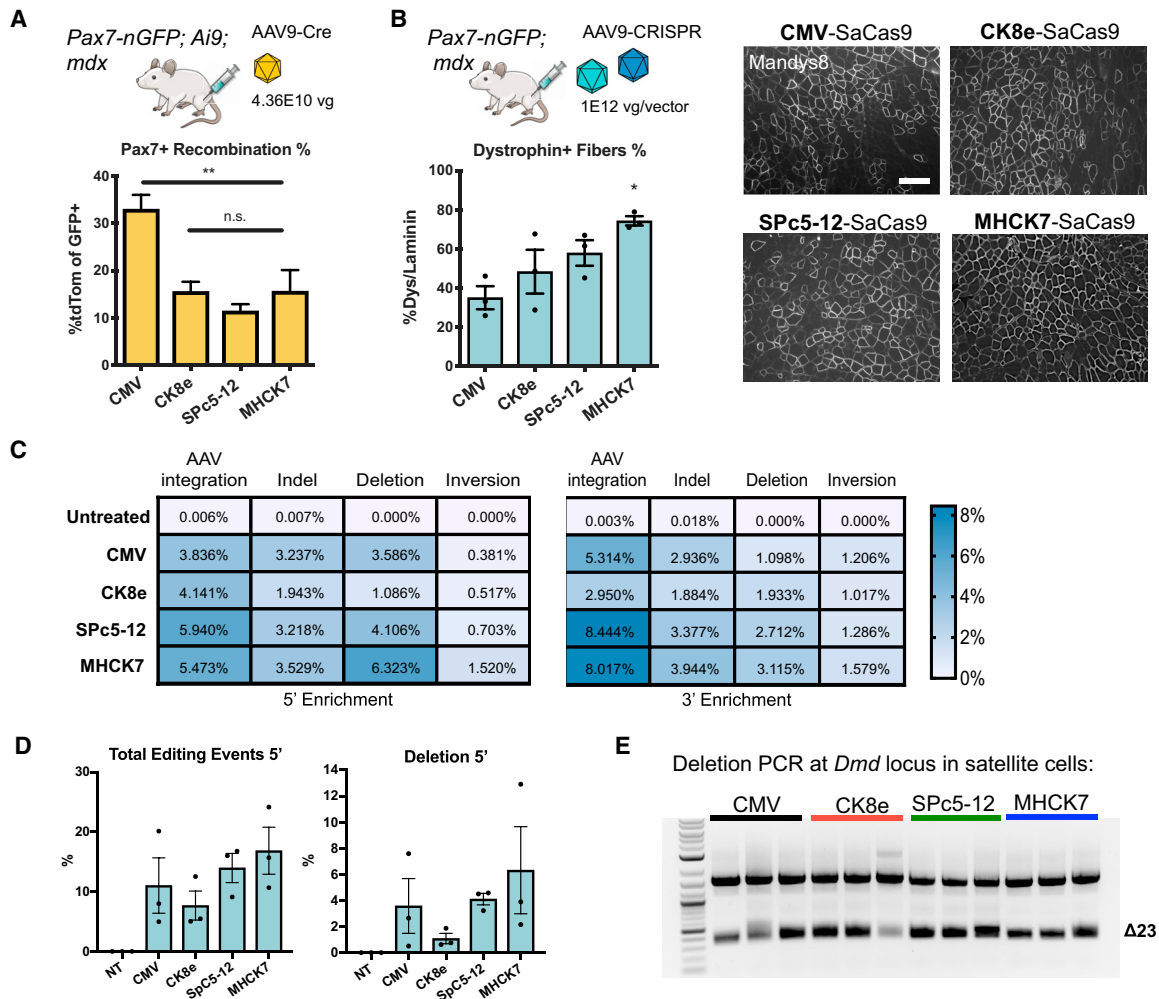 A
Pax7-nGFP; Ai9;
mdx
AAV9-Cre
4.36E10 vg
Pax7+ Recombination %
**
n.s.
%tdTom of GFP+
40
30
20
10
0
CMV
CK8e
SPc5-12
MHCK7
B
Pax7-nGFP;
mdx
AAV9-CRISPR
1E12 vg/vector
Dystrophin+ Fibers %
*
%Dys/Laminin
100
80
60
40
20
0
CMV
CK8e
SPc5-12
MHCK7
CMV-SaCas9
CK8e-SaCas9
Mandys8
SPc5-12-SaCas9
MHCK7-SaCas9
C
AAV integration Indel Deletion Inversion
Untreated 0.006% 0.007% 0.000% 0.000%
CMV 3.836% 3.237% 3.586% 0.381%
CK8e 4.141% 1.943% 1.086% 0.517%
SPc5-12 5.940% 3.218% 4.106% 0.703%
MHCK7 5.473% 3.529% 6.323% 1.520%
5' Enrichment
AAV integration Indel Deletion Inversion
0.003% 0.018% 0.000% 0.000%
5.314% 2.936% 1.098% 1.206%
2.950% 1.884% 1.933% 1.017%
8.444% 3.377% 2.712% 1.286%
8.017% 3.944% 3.115% 1.579%
3' Enrichment
8%
6%
4%
2%
0%
D
Total Editing Events 5'
%
30
20
10
0
NT
CMV
CK8e
SpC5-12
MHCK7
Deletion 5'
%
14
12
10
8
6
4
2
0
NT
CMV
CK8e
SpC5-12
MHCK7
E
Deletion PCR at Dmd locus in satellite cells:
CMV CK8e SPc5-12 MHCK7
Δ23